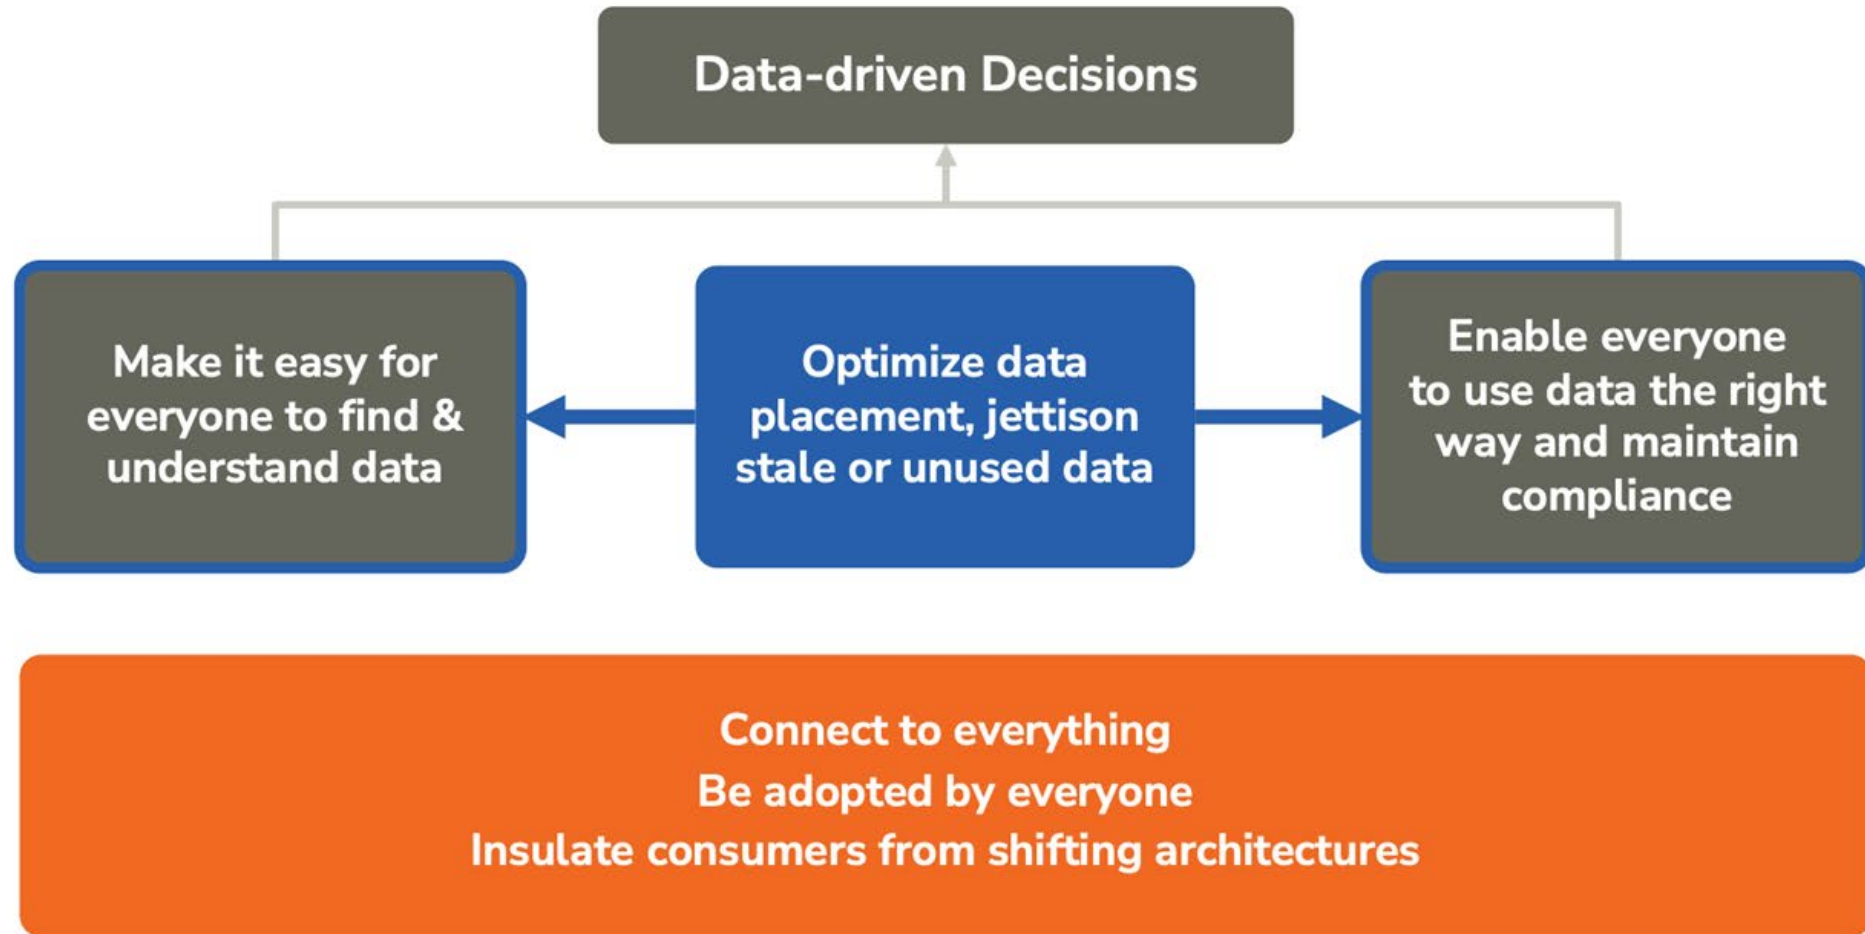 Data-driven Decisions
Make it easy for
everyone to find &
understand data
Optimize data
placement, jettison
stale or unused data
Enable everyone
to use data the right
way and maintain
compliance
Connect to everything
Be adopted by everyone
Insulate consumers from shifting architectures